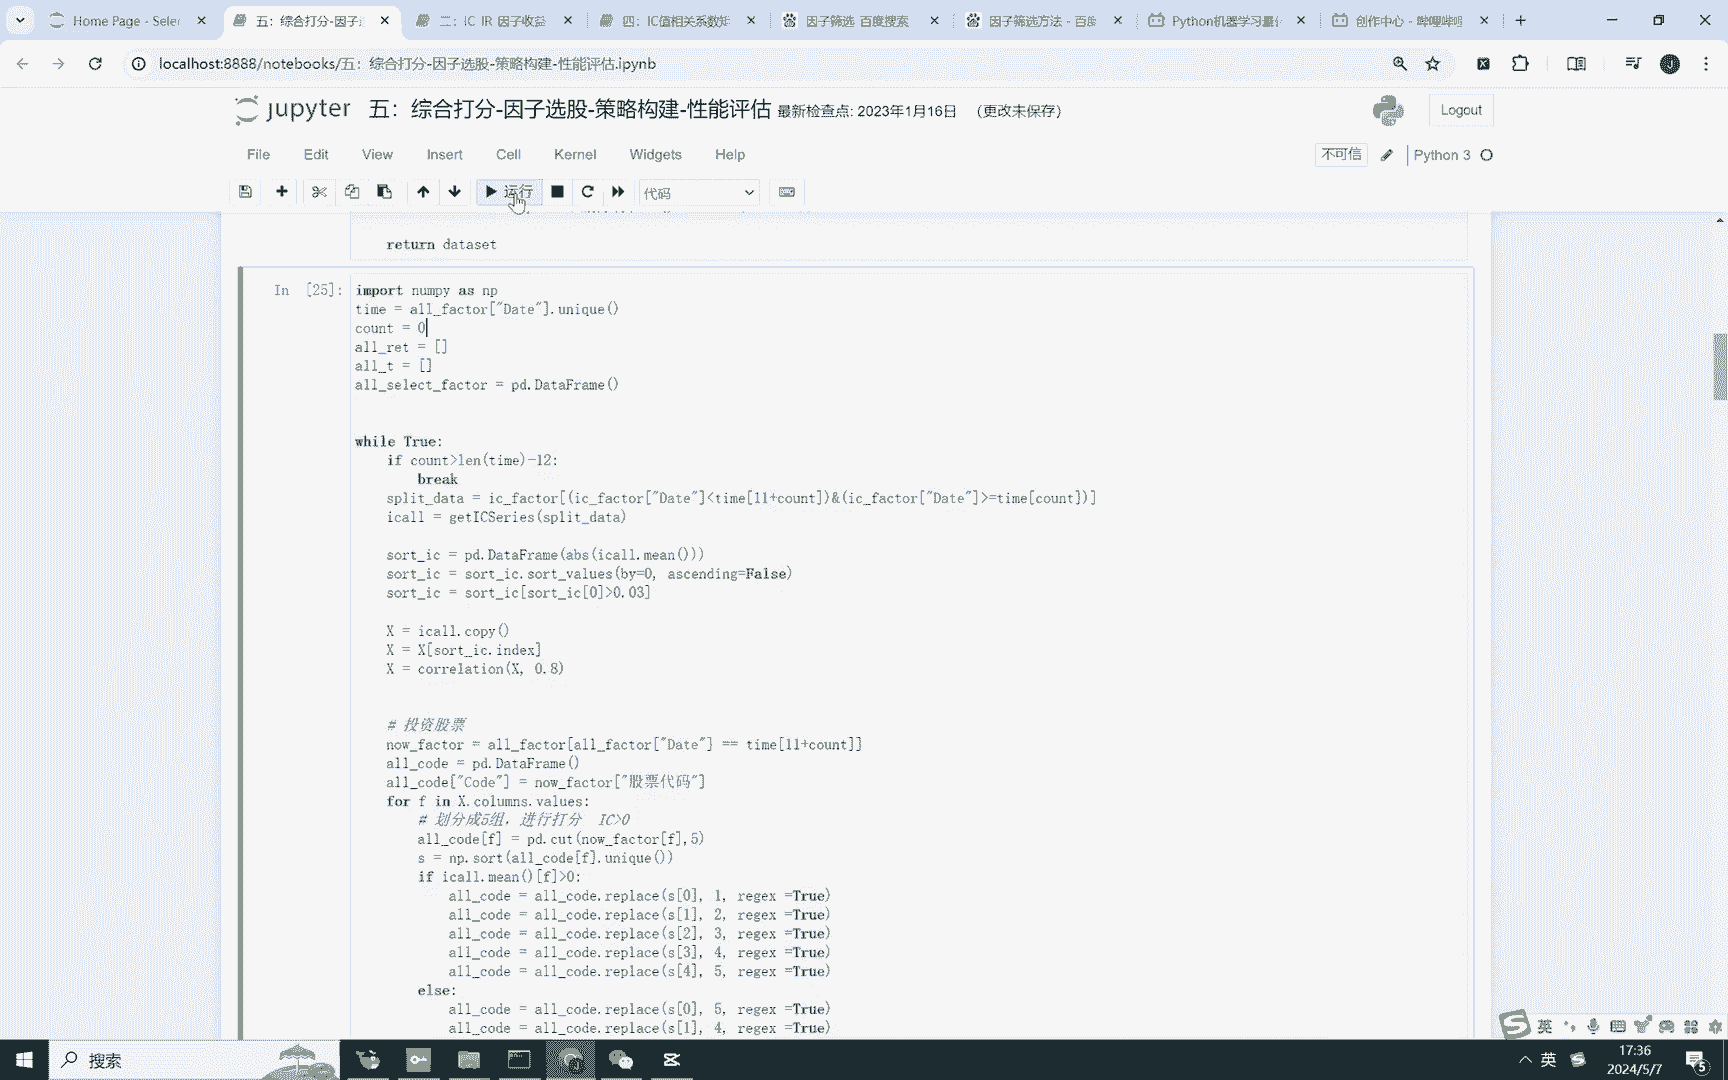 Home Page - Selec
五：综合打分-因子
二：IC IR 因子收益
四：IC值相关系数矩
因子筛选_百度搜索
因子筛选方法 - 百度
Python机器学习量化
创作中心 - 哔哩哔哩
localhost:8888/notebooks/五：综合打分-因子选股-策略构建-性能评估.ipynb
jupyter 五：综合打分-因子选股-策略构建-性能评估 最后检查点: 2023年1月16日 (更改未保存)
Logout
File Edit View Insert Cell Kernel Widgets Help
不可信
Python 3
运行
代码
return dataset
In [25]:
import numpy as np
time = all_factor["Date"].unique()
count = 0
all_ret = []
all_t = []
all_select_factor = pd.DataFrame()
while True:
if count>len(time)-12:
break
split_data = ic_factor[(ic_factor["Date"]<time[11+count])&(ic_factor["Date"]>=time[count])]
icall = getICSeries(split_data)
sort_ic = pd.DataFrame(abs(icall.mean()))
sort_ic = sort_ic.sort_values(by=0, ascending=False)
sort_ic = sort_ic[sort_ic[0]>0.03]
X = icall.copy()
X = X[sort_ic.index]
X = correlation(X, 0.8)
# 投资股票
now_factor = all_factor[all_factor["Date"] == time[11+count]]
all_code = pd.DataFrame()
all_code["Code"] = now_factor["股票代码"]
for f in X.columns.values:
# 划分成5组，进行打分 IC>0
all_code[f] = pd.cut(now_factor[f],5)
s = np.sort(all_code[f].unique())
if icall.mean()[f]>0:
all_code = all_code.replace(s[0], 1, regex =True)
all_code = all_code.replace(s[1], 2, regex =True)
all_code = all_code.replace(s[2], 3, regex =True)
all_code = all_code.replace(s[3], 4, regex =True)
all_code = all_code.replace(s[4], 5, regex =True)
else:
all_code = all_code.replace(s[0], 5, regex =True)
all_code = all_code.replace(s[1], 4, regex =True)
英
搜索
英
17:36
2024/5/7
5